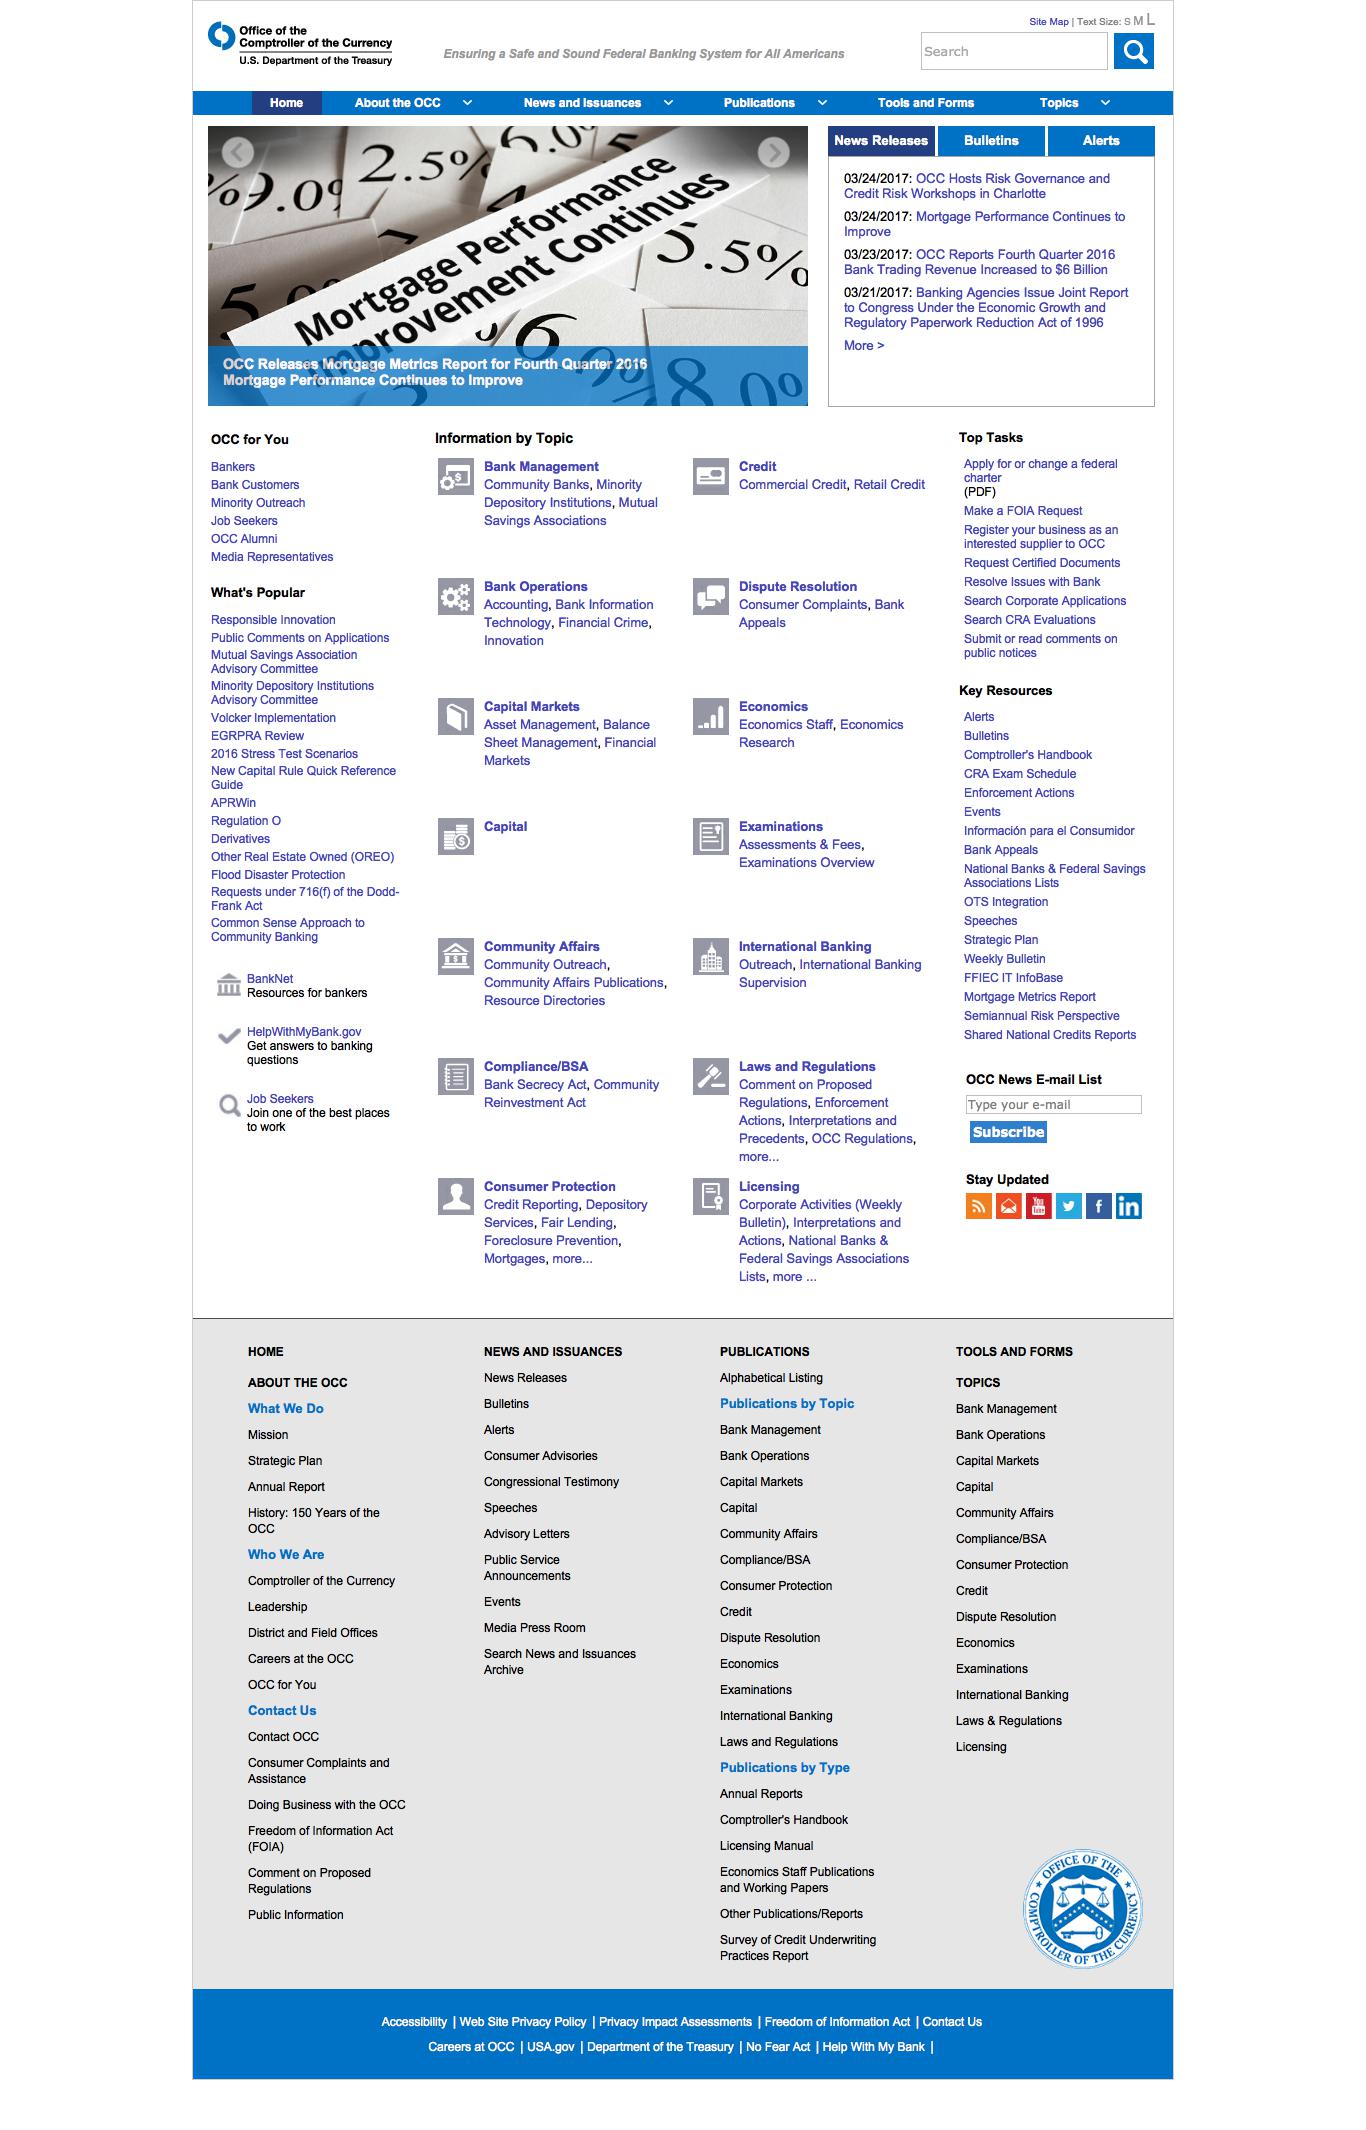 Office of the
Comptroller of the Currency
U.S. Department of the Treasury
Ensuring a Safe and Sound Federal Banking System for All Americans
Site Map | Text Size: S M L
Search
Home
About the OCC
News and Issuances
Publications
Tools and Forms
Topics
%9.0%
2.5%
6.0%
5.5%
Mortgage Performance
Improvement Continues
OCC Releases Mortgage Metrics Report for Fourth Quarter 2016
Mortgage Performance Continues to Improve
News Releases
Bulletins
Alerts
03/24/2017: OCC Hosts Risk Governance and
Credit Risk Workshops in Charlotte
03/24/2017: Mortgage Performance Continues to
Improve
03/23/2017: OCC Reports Fourth Quarter 2016
Bank Trading Revenue Increased to $6 Billion
03/21/2017: Banking Agencies Issue Joint Report
to Congress Under the Economic Growth and
Regulatory Paperwork Reduction Act of 1996
More >
OCC for You
Bankers
Bank Customers
Minority Outreach
Job Seekers
OCC Alumni
Media Representatives
What's Popular
Responsible Innovation
Public Comments on Applications
Mutual Savings Association
Advisory Committee
Minority Depository Institutions
Advisory Committee
Volcker Implementation
EGRPRA Review
2016 Stress Test Scenarios
New Capital Rule Quick Reference
Guide
APRWin
Regulation O
Derivatives
Other Real Estate Owned (OREO)
Flood Disaster Protection
Requests under 716(f) of the Dodd-
Frank Act
Common Sense Approach to
Community Banking
BankNet
Resources for bankers
HelpWithMyBank.gov
Get answers to banking
questions
Job Seekers
Join one of the best places
to work
Information by Topic
Bank Management
Community Banks, Minority
Depository Institutions, Mutual
Savings Associations
Credit
Commercial Credit, Retail Credit
Bank Operations
Accounting, Bank Information
Technology, Financial Crime,
Innovation
Dispute Resolution
Consumer Complaints, Bank
Appeals
Capital Markets
Asset Management, Balance
Sheet Management, Financial
Markets
Economics
Economics Staff, Economics
Research
Capital
Examinations
Assessments & Fees,
Examinations Overview
Community Affairs
Community Outreach,
Community Affairs Publications,
Resource Directories
International Banking
Outreach, International Banking
Supervision
Compliance/BSA
Bank Secrecy Act, Community
Reinvestment Act
Laws and Regulations
Comment on Proposed
Regulations, Enforcement
Actions, Interpretations and
Precedents, OCC Regulations,
more...
Consumer Protection
Credit Reporting, Depository
Services, Fair Lending,
Foreclosure Prevention,
Mortgages, more...
Licensing
Corporate Activities (Weekly
Bulletin), Interpretations and
Actions, National Banks &
Federal Savings Associations
Lists, more ...
Top Tasks
Apply for or change a federal
charter
(PDF)
Make a FOIA Request
Register your business as an
interested supplier to OCC
Request Certified Documents
Resolve Issues with Bank
Search Corporate Applications
Search CRA Evaluations
Submit or read comments on
public notices
Key Resources
Alerts
Bulletins
Comptroller's Handbook
CRA Exam Schedule
Enforcement Actions
Events
Información para el Consumidor
Bank Appeals
National Banks & Federal Savings
Associations Lists
OTS Integration
Speeches
Strategic Plan
Weekly Bulletin
FFIEC IT InfoBase
Mortgage Metrics Report
Semiannual Risk Perspective
Shared National Credits Reports
OCC News E-mail List
Type your e-mail
Subscribe
Stay Updated
You Tube
f
in
HOME
ABOUT THE OCC
What We Do
Mission
Strategic Plan
Annual Report
History: 150 Years of the
OCC
Who We Are
Comptroller of the Currency
Leadership
District and Field Offices
Careers at the OCC
OCC for You
Contact Us
Contact OCC
Consumer Complaints and
Assistance
Doing Business with the OCC
Freedom of Information Act
(FOIA)
Comment on Proposed
Regulations
Public Information
NEWS AND ISSUANCES
News Releases
Bulletins
Alerts
Consumer Advisories
Congressional Testimony
Speeches
Advisory Letters
Public Service
Announcements
Events
Media Press Room
Search News and Issuances
Archive
PUBLICATIONS
Alphabetical Listing
Publications by Topic
Bank Management
Bank Operations
Capital Markets
Capital
Community Affairs
Compliance/BSA
Consumer Protection
Credit
Dispute Resolution
Economics
Examinations
International Banking
Laws and Regulations
Publications by Type
Annual Reports
Comptroller's Handbook
Licensing Manual
Economics Staff Publications
and Working Papers
Other Publications/Reports
Survey of Credit Underwriting
Practices Report
TOOLS AND FORMS
TOPICS
Bank Management
Bank Operations
Capital Markets
Capital
Community Affairs
Compliance/BSA
Consumer Protection
Credit
Dispute Resolution
Economics
Examinations
International Banking
Laws & Regulations
Licensing
OFFICE OF THE
COMPTROLLER OF THE CURRENCY
Accessibility | Web Site Privacy Policy | Privacy Impact Assessments | Freedom of Information Act | Contact Us
Careers at OCC | USA.gov | Department of the Treasury | No Fear Act | Help With My Bank |